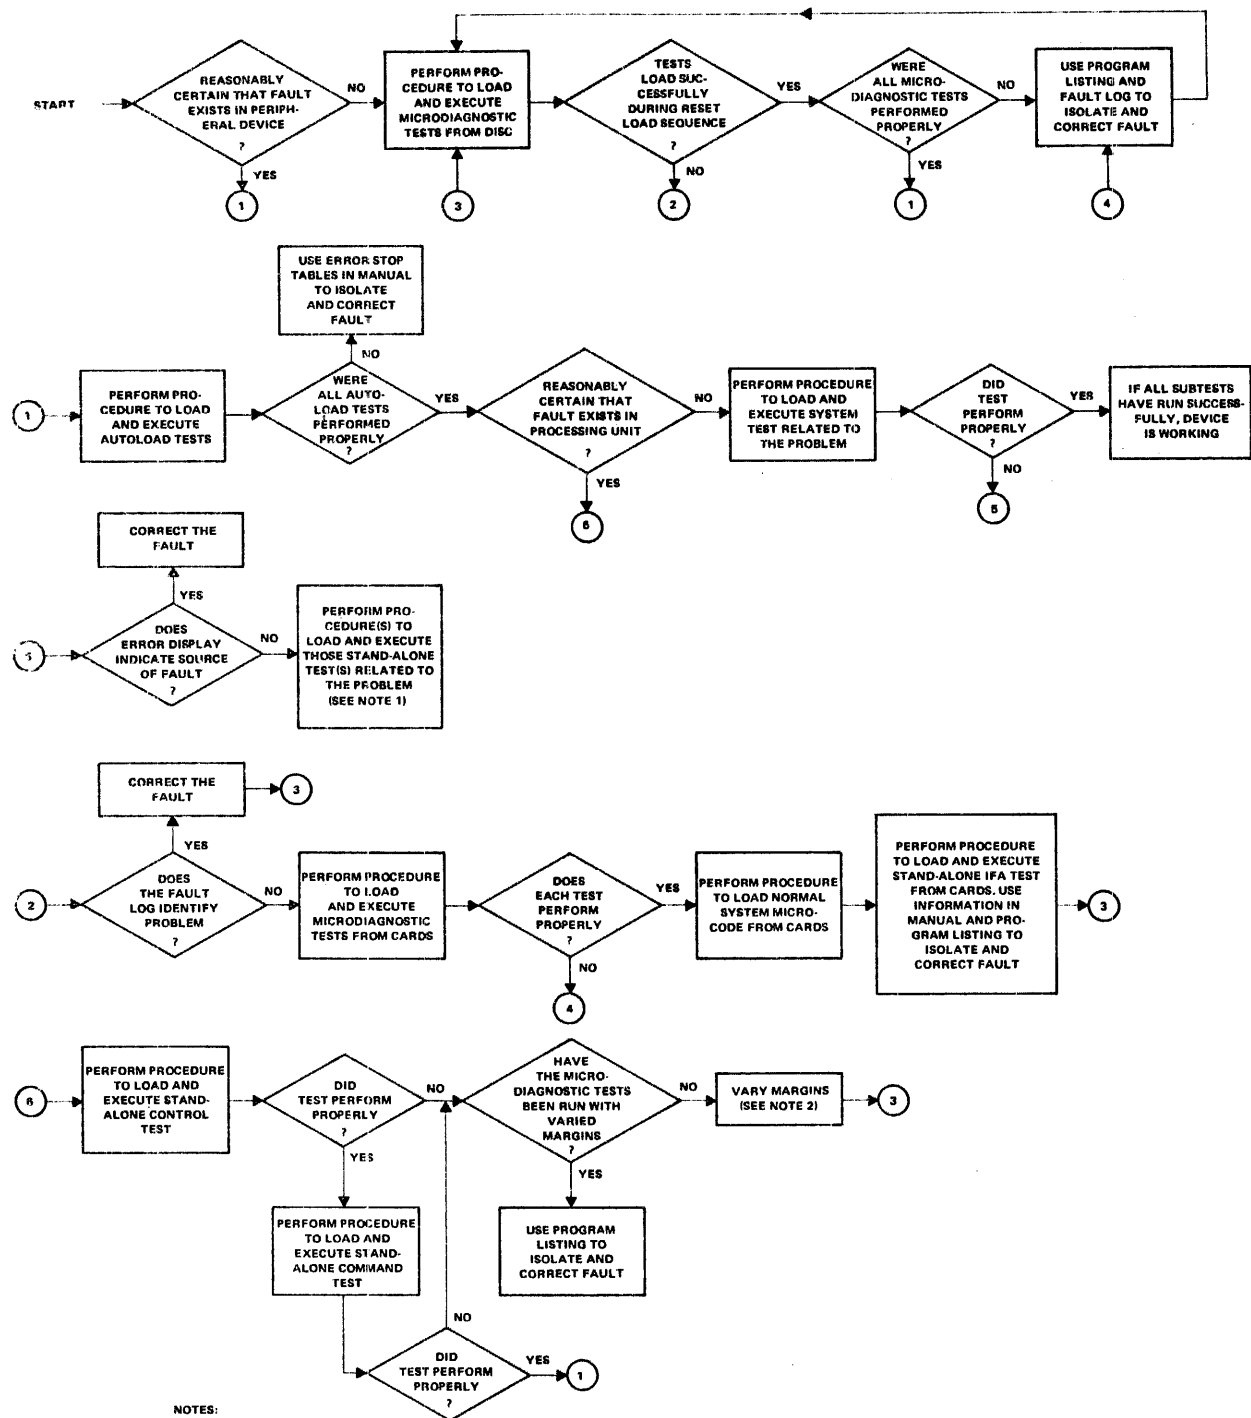 START
REASONABLY
CERTAIN THAT FAULT
EXISTS IN PERIPH-
ERAL DEVICE
?
NO
YES
1
PERFORM PRO-
CEDURE TO LOAD
AND EXECUTE
MICRODIAGNOSTIC
TESTS FROM DISC
3
TESTS
LOAD SUC-
CESSFULLY
DURING RESET
LOAD SEQUENCE
?
YES
NO
2
WERE
ALL MICRO-
DIAGNOSTIC TESTS
PERFORMED
PROPERLY
?
NO
YES
1
USE PROGRAM
LISTING AND
FAULT LOG TO
ISOLATE AND
CORRECT FAULT
4
USE ERROR STOP
TABLES IN MANUAL
TO ISOLATE
AND CORRECT
FAULT
NO
1
PERFORM PRO-
CEDURE TO LOAD
AND EXECUTE
AUTOLOAD TESTS
WERE
ALL AUTO-
LOAD TESTS
PERFORMED
PROPERLY
?
YES
REASONABLY
CERTAIN THAT
FAULT EXISTS IN
PROCESSING UNIT
?
NO
YES
6
PERFORM PROCEDURE
TO LOAD AND
EXECUTE SYSTEM
TEST RELATED TO
THE PROBLEM
DID
TEST
PERFORM
PROPERLY
?
YES
NO
5
IF ALL SUBTESTS
HAVE RUN SUCCESS-
FULLY, DEVICE
IS WORKING
CORRECT THE
FAULT
YES
5
DOES
ERROR DISPLAY
INDICATE SOURCE
OF FAULT
?
NO
PERFORM PRO-
CEDURE(S) TO
LOAD AND EXECUTE
THOSE STAND-ALONE
TEST(S) RELATED TO
THE PROBLEM
(SEE NOTE 1)
CORRECT THE
FAULT
3
YES
2
DOES
THE FAULT
LOG IDENTIFY
PROBLEM
?
NO
PERFORM PROCEDURE
TO LOAD
AND EXECUTE
MICRODIAGNOSTIC
TESTS FROM CARDS
DOES
EACH TEST
PERFORM
PROPERLY
?
YES
NO
4
PERFORM PROCEDURE
TO LOAD NORMAL
SYSTEM MICRO-
CODE FROM CARDS
PERFORM PROCEDURE
TO LOAD AND EXECUTE
STAND-ALONE IFA TEST
FROM CARDS. USE
INFORMATION IN
MANUAL AND PRO-
GRAM LISTING TO
ISOLATE AND
CORRECT FAULT
3
6
PERFORM PROCEDURE
TO LOAD AND
EXECUTE STAND-
ALONE CONTROL
TEST
DID
TEST PERFORM
PROPERLY
?
NO
YES
HAVE
THE MICRO-
DIAGNOSTIC TESTS
BEEN RUN WITH
VARIED
MARGINS
?
NO
YES
VARY MARGINS
(SEE NOTE 2)
3
PERFORM PROCEDURE
TO LOAD AND
EXECUTE STAND-
ALONE COMMAND
TEST
USE PROGRAM
LISTING TO
ISOLATE AND
CORRECT FAULT
NO
DID
TEST PERFORM
PROPERLY
?
YES
1
NOTES: